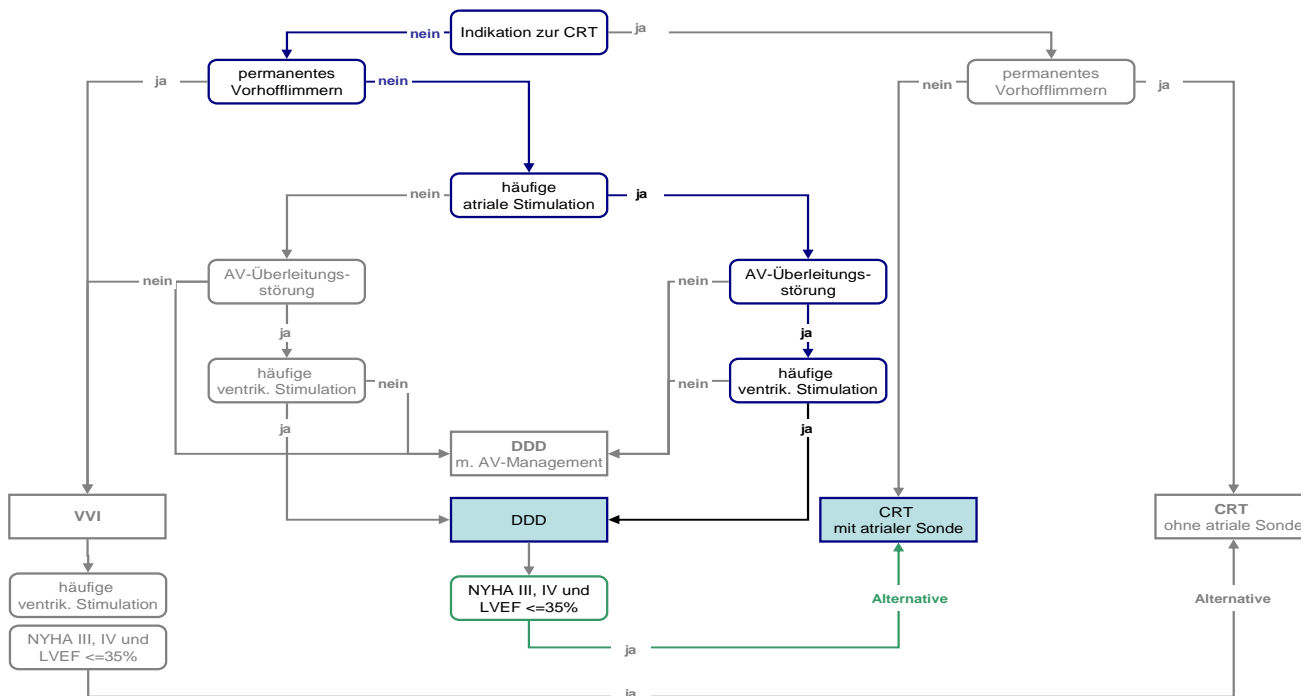 nein
Indikation zur CRT
ja
ja
permanentes
Vorhofflimmern
nein
nein
permanentes
Vorhofflimmern
ja
nein
häufige
atriale Stimulation
ja
nein
AV-Überleitungs-
störung
nein
AV-Überleitungs-
störung
ja
ja
häufige
ventrik. Stimulation
nein
nein
häufige
ventrik. Stimulation
ja
ja
DDD
m. AV-Management
VVI
DDD
CRT
mit atrialer Sonde
CRT
ohne atriale Sonde
häufige
ventrik. Stimulation
NYHA III, IV und
LVEF <=35%
Alternative
Alternative
NYHA III, IV und
LVEF <=35%
ja
ja